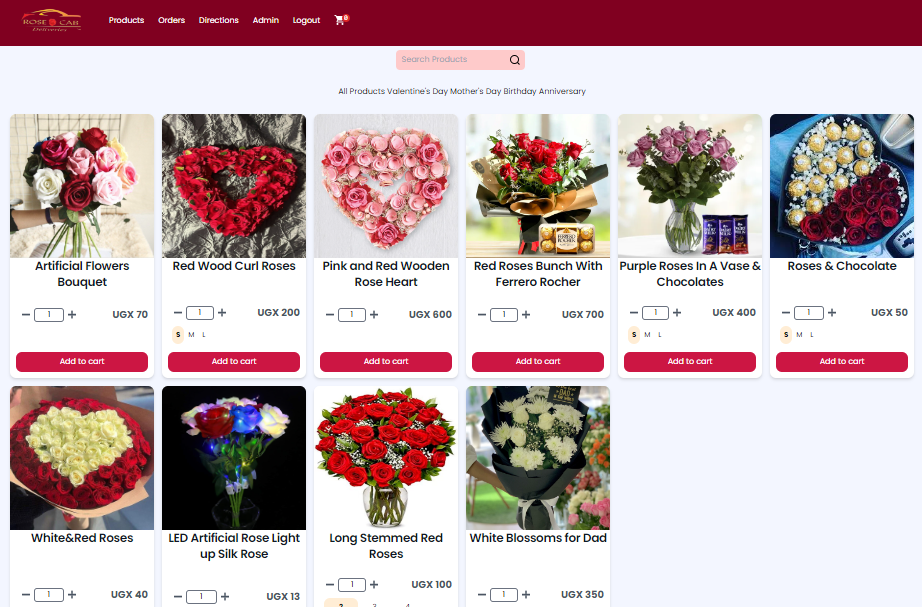 ROSE CAB
Deliveries
Products Orders Directions Admin Logout 0
Search Products
All Products Valentine's Day Mother's Day Birthday Anniversary
Artificial Flowers
Bouquet
1 UGX 70
Add to cart
Red Wood Curl Roses
1 UGX 200
S M L
Add to cart
Pink and Red Wooden
Rose Heart
1 UGX 600
Add to cart
Red Roses Bunch With
Ferrero Rocher
1 UGX 700
Add to cart
Purple Roses In A Vase &
Chocolates
1 UGX 400
S M L
Add to cart
Roses & Chocolate
1 UGX 50
S M L
Add to cart
White&Red Roses
1 UGX 40
LED Artificial Rose Light
up Silk Rose
1 UGX 13
Long Stemmed Red
Roses
1 UGX 100
White Blossoms for Dad
1 UGX 350